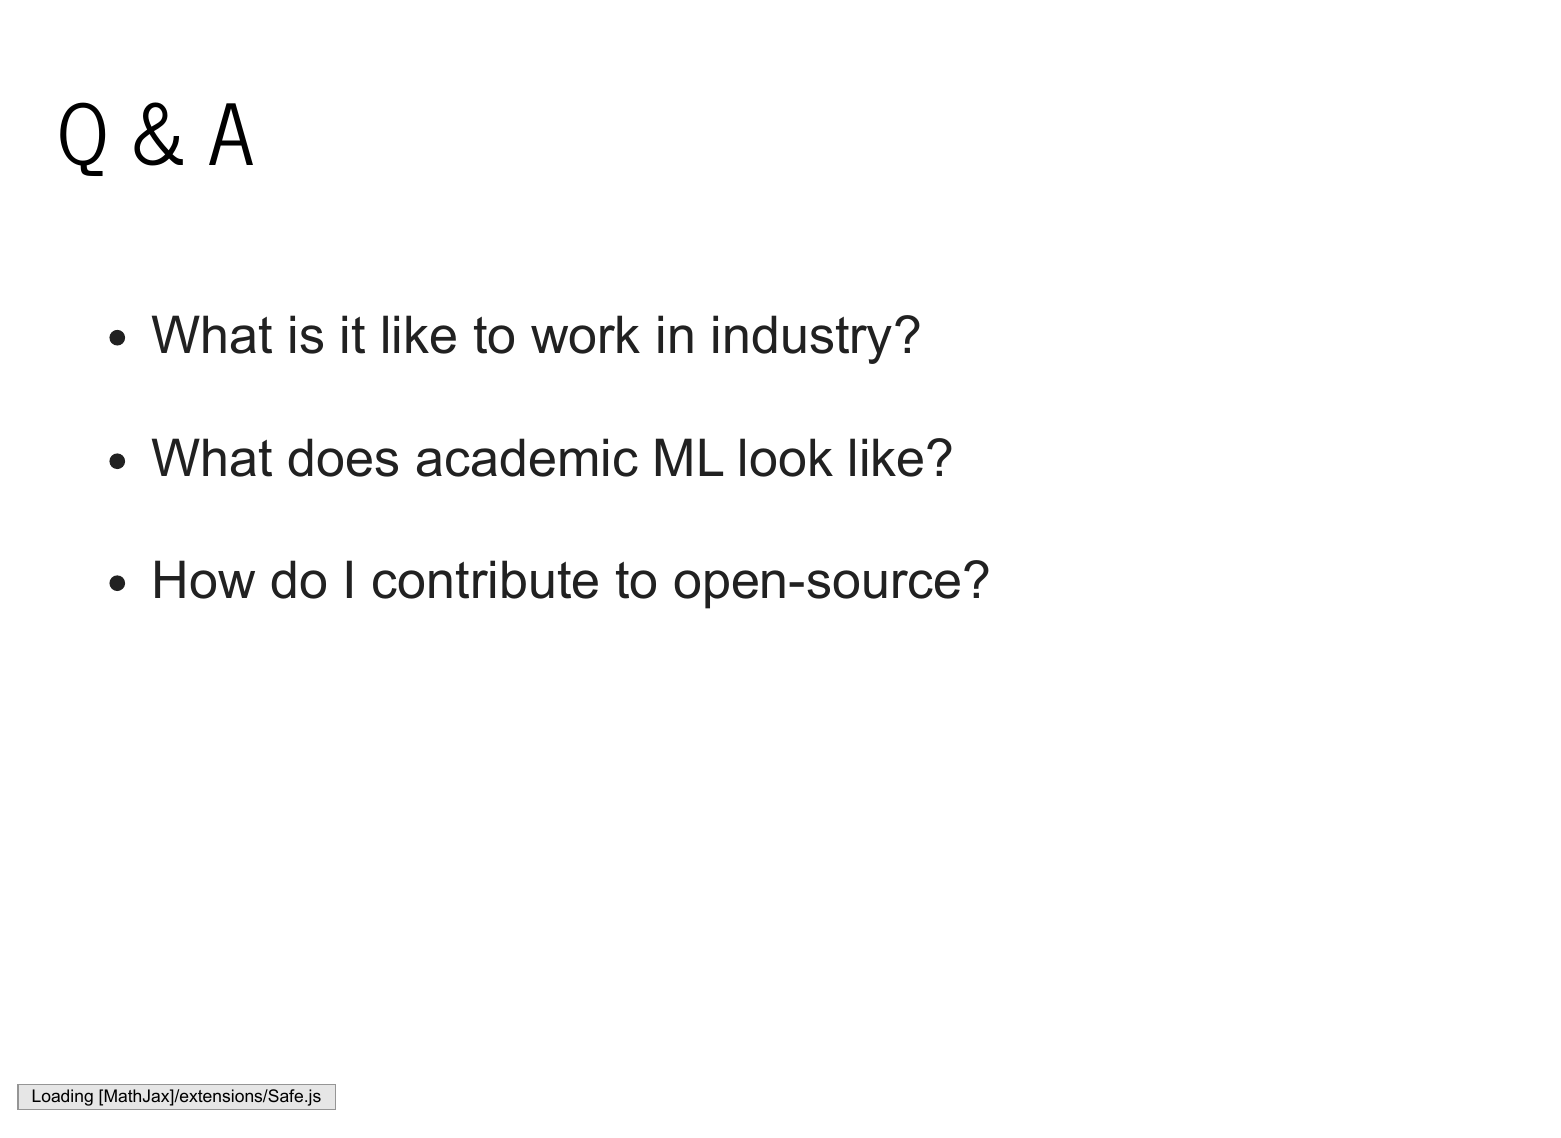 Q & A
• What is it like to work in industry?
• What does academic ML look like?
• How do I contribute to open-source?
Loading [MathJax]/extensions/Safe.js